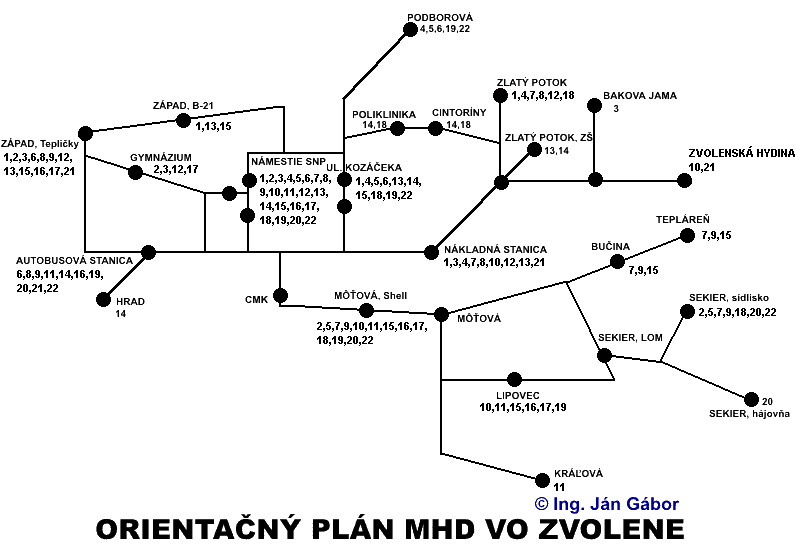 PODBOROVÁ
4,5,6,19,22
ZLATÝ POTOK
1,4,7,8,12,18
BAKOVA JAMA
3
ZÁPAD, B-21
1,13,15
POLIKLINIKA
14,18
CINTORÍNY
14,18
ZLATÝ POTOK, ZŠ
13,14
ZÁPAD, Tepličky
1,2,3,6,8,9,12,
13,15,16,17,21
GYMNÁZIUM
2,3,12,17
NÁMESTIE SNP
1,2,3,4,5,6,7,8,
9,10,11,12,13,
14,15,16,17,
18,19,20,22
UL.KOZÁČEKA
1,4,5,6,13,14,
15,18,19,22
ZVOLENSKÁ HYDINA
10,21
TEPLÁREŇ
7,9,15
BUČINA
7,9,15
NÁKLADNÁ STANICA
1,3,4,7,8,10,12,13,21
AUTOBUSOVÁ STANICA
6,8,9,11,14,16,19,
20,21,22
HRAD
14
CMK
MÔŤOVÁ, Shell
2,5,7,9,10,11,15,16,17,
18,19,20,22
MÔŤOVÁ
SEKIER, sídlisko
2,5,7,9,18,20,22
SEKIER, LOM
LIPOVEC
10,11,15,16,17,19
20
SEKIER, hájovňa
KRÁĽOVÁ
11
© Ing. Ján Gábor
ORIENTAČNÝ PLÁN MHD VO ZVOLENE